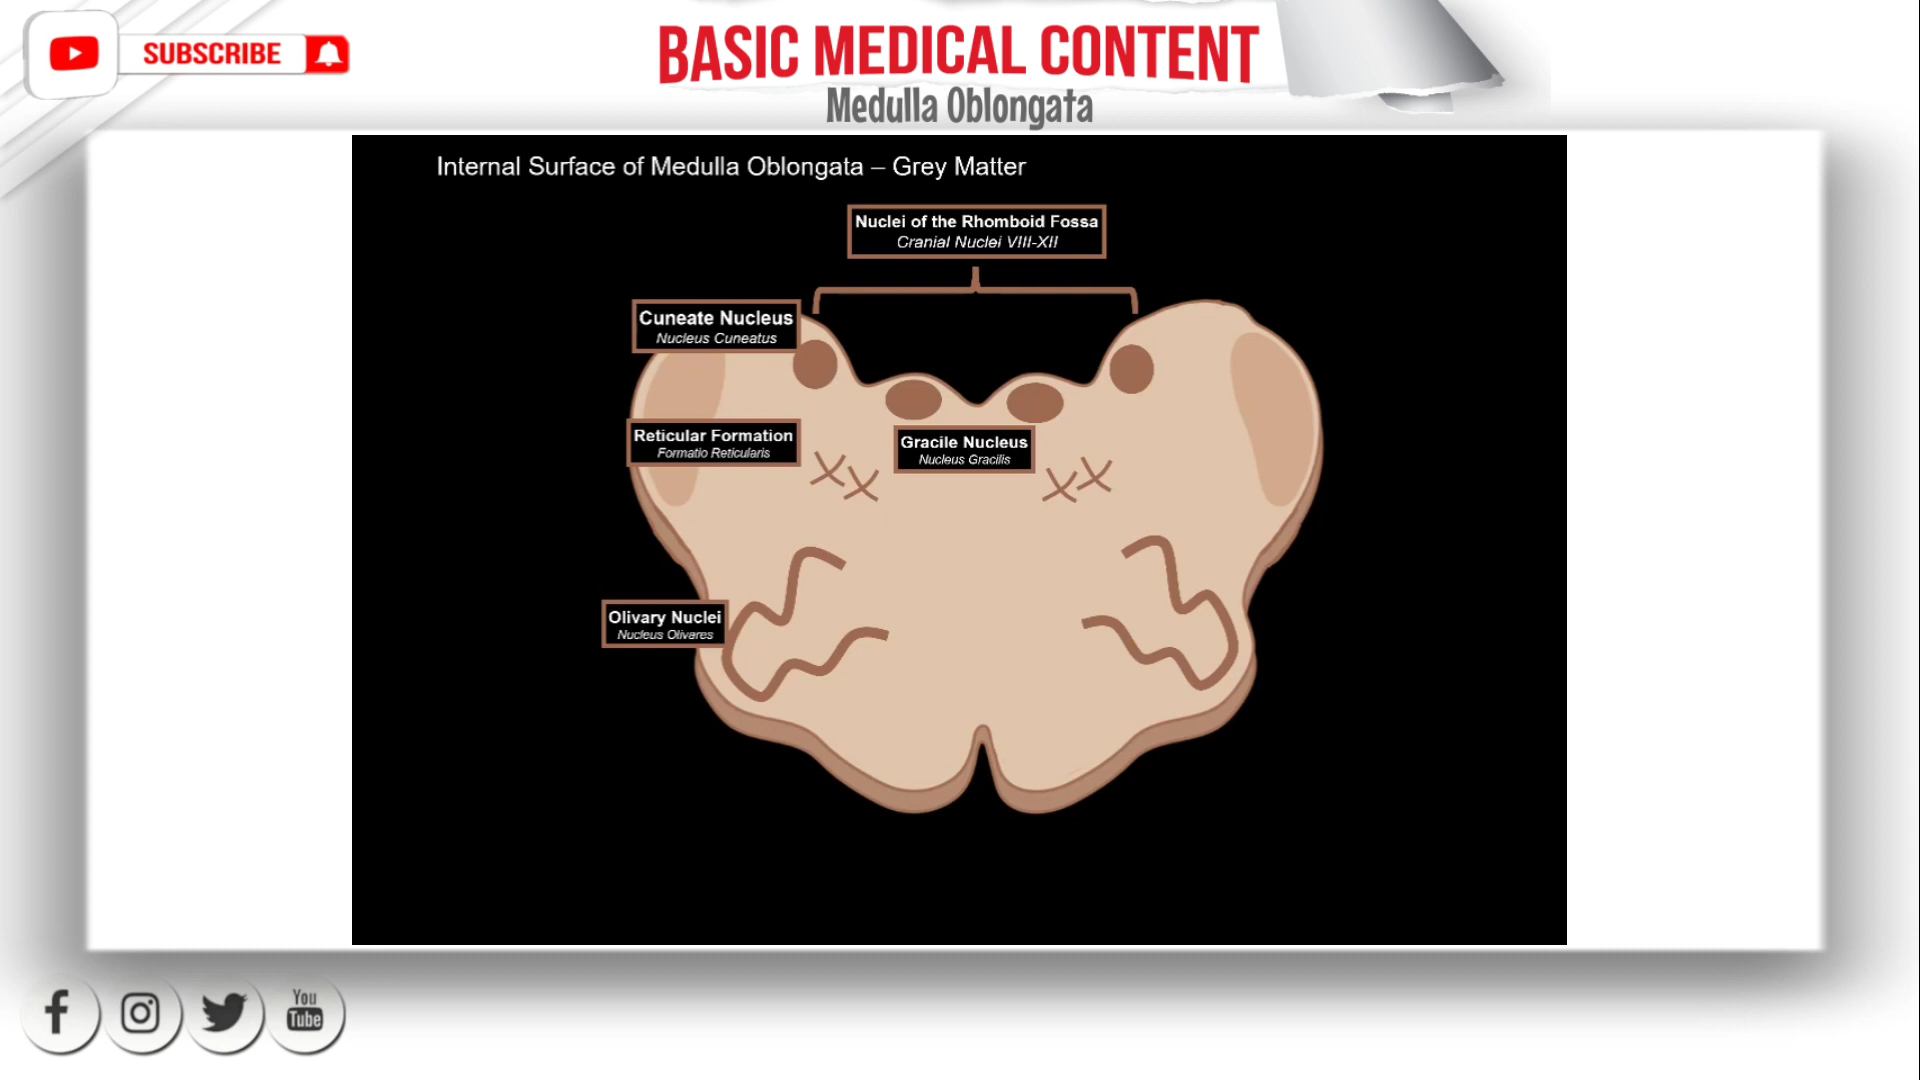 SUBSCRIBE
BASIC MEDICAL CONTENT
Medulla Oblongata
Internal Surface of Medulla Oblongata – Grey Matter
Nuclei of the Rhomboid Fossa
Cranial Nuclei VIII-XII
Cuneate Nucleus
Nucleus Cuneatus
Reticular Formation
Formatio Reticularis
Gracile Nucleus
Nucleus Gracilis
Olivary Nuclei
Nucleus Olivares
You
Tube